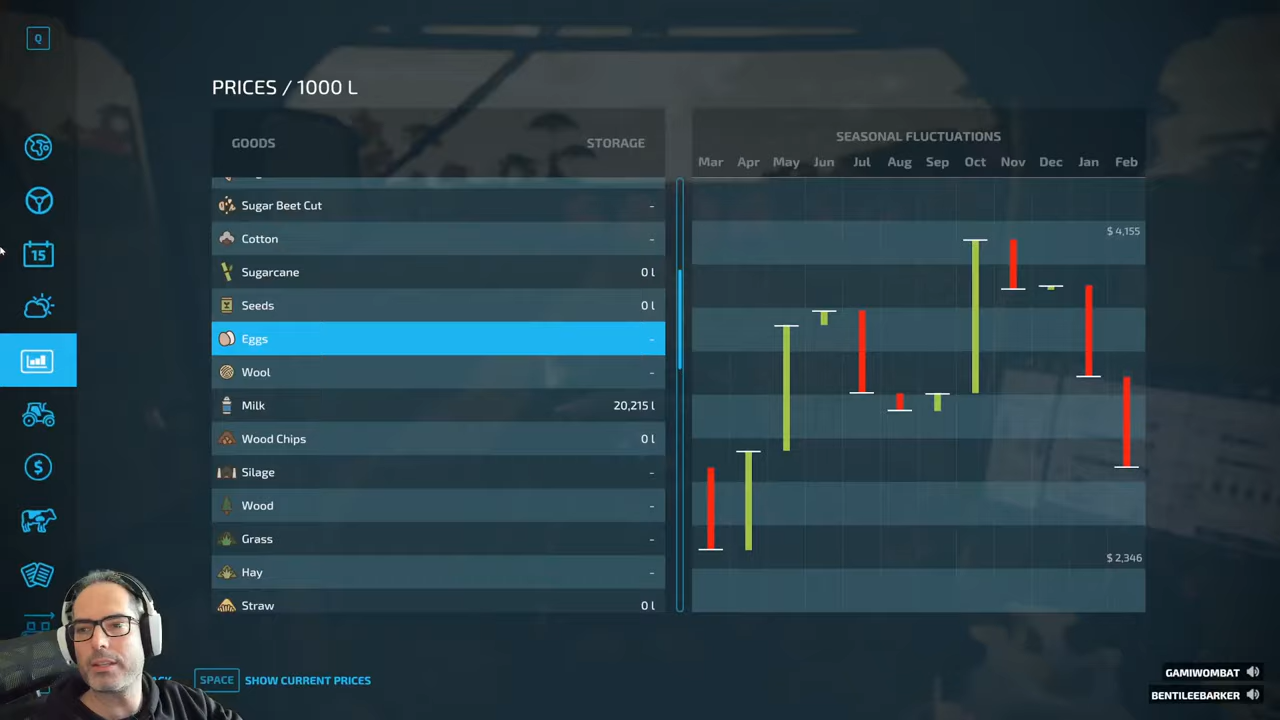 Q
PRICES / 1000 L
GOODS STORAGE
SEASONAL FLUCTUATIONS
Mar Apr May Jun Jul Aug Sep Oct Nov Dec Jan Feb
Sugar Beet Cut -
Cotton -
Sugarcane 0 l
Seeds 0 l
Eggs -
Wool -
Milk 20,215 l
Wood Chips 0 l
Silage -
Wood -
Grass -
Hay -
Straw 0 l
$ 4,155
$ 2,346
15
SPACE SHOW CURRENT PRICES
GAMIWOMBAT
BENTILEEBARKER